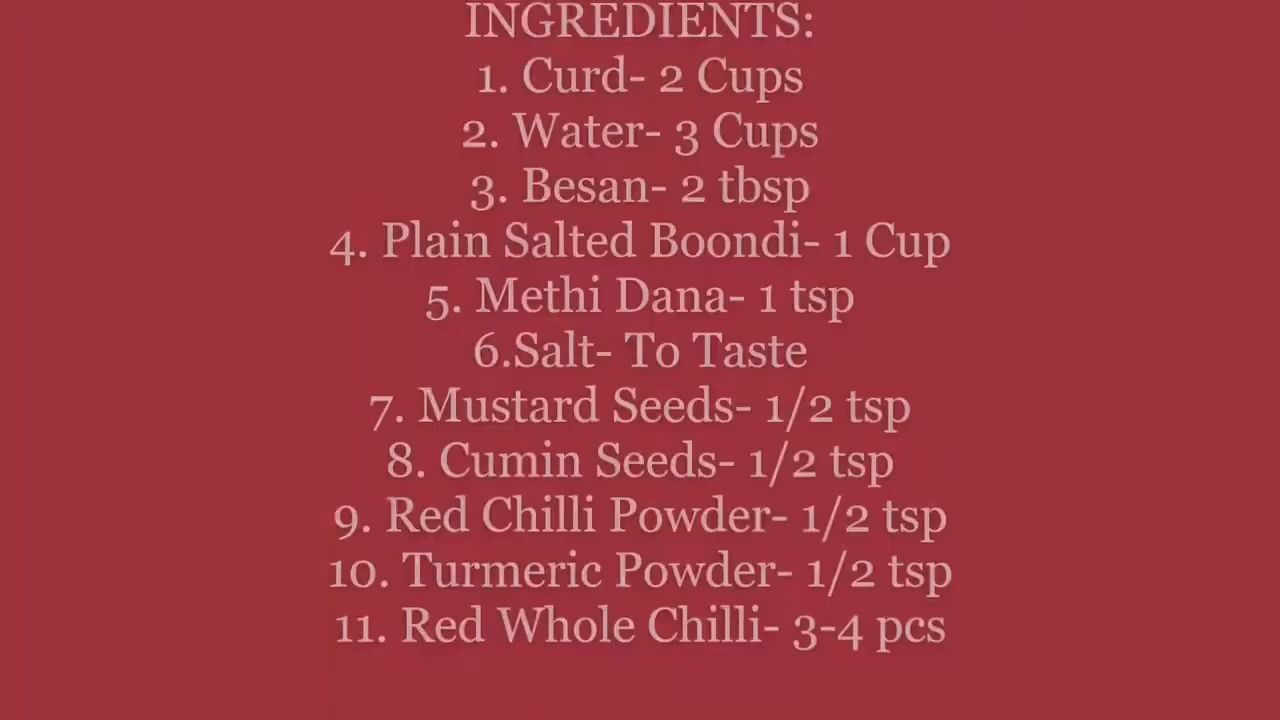 INGREDIENTS:
1. Curd- 2 Cups
2. Water- 3 Cups
3. Besan- 2 tbsp
4. Plain Salted Boondi- 1 Cup
5. Methi Dana- 1 tsp
6.Salt- To Taste
7. Mustard Seeds- 1/2 tsp
8. Cumin Seeds- 1/2 tsp
9. Red Chilli Powder- 1/2 tsp
10. Turmeric Powder- 1/2 tsp
11. Red Whole Chilli- 3-4 pcs